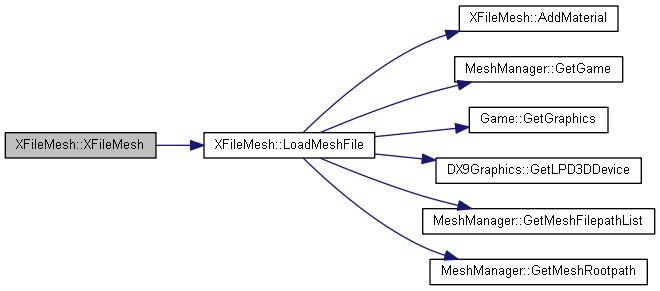 XFileMesh::AddMaterial
MeshManager::GetGame
Game::GetGraphics
XFileMesh::XFileMesh
XFileMesh::LoadMeshFile
DX9Graphics::GetLPD3DDevice
MeshManager::GetMeshFilepathList
MeshManager::GetMeshRootpath